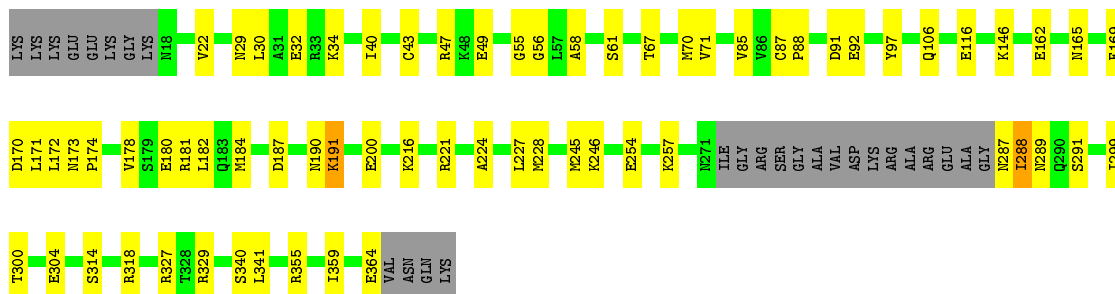 LYS LYS LYS GLU GLU LYS GLY LYS N18 V22 N29 L30 A31 E32 R33 K34 I40 C43 R47 K48 E49 G55 G56 L57 A58 S61 T67 M70 V71 V85 V86 C87 P88 D91 E92 Y97 Q106 E116 K146 E162 N165
D170 L171 L172 N173 P174 V178 S179 E180 R181 L182 Q183 M184 D187 N190 K191 E200 K216 R221 A224 L227 M228 M245 K246 E254 K257 N271 ILE GLY ARG SER GLY ALA VAL ASP LYS ARG ALA ARG GLU ALA GLY N287 I288 N289 Q290 S291
T300 E304 S314 R318 R327 T328 R329 S340 L341 R355 I359 E364 VAL ASN GLN LYS